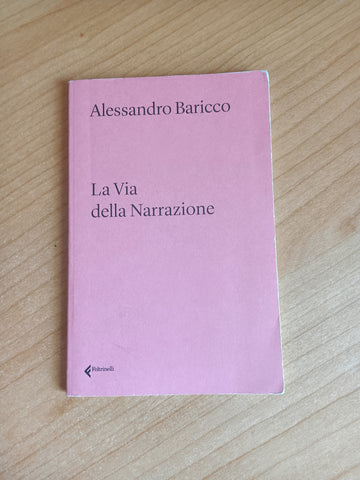 Alessandro Baricco
La Via
della Narrazione
Feltrinelli